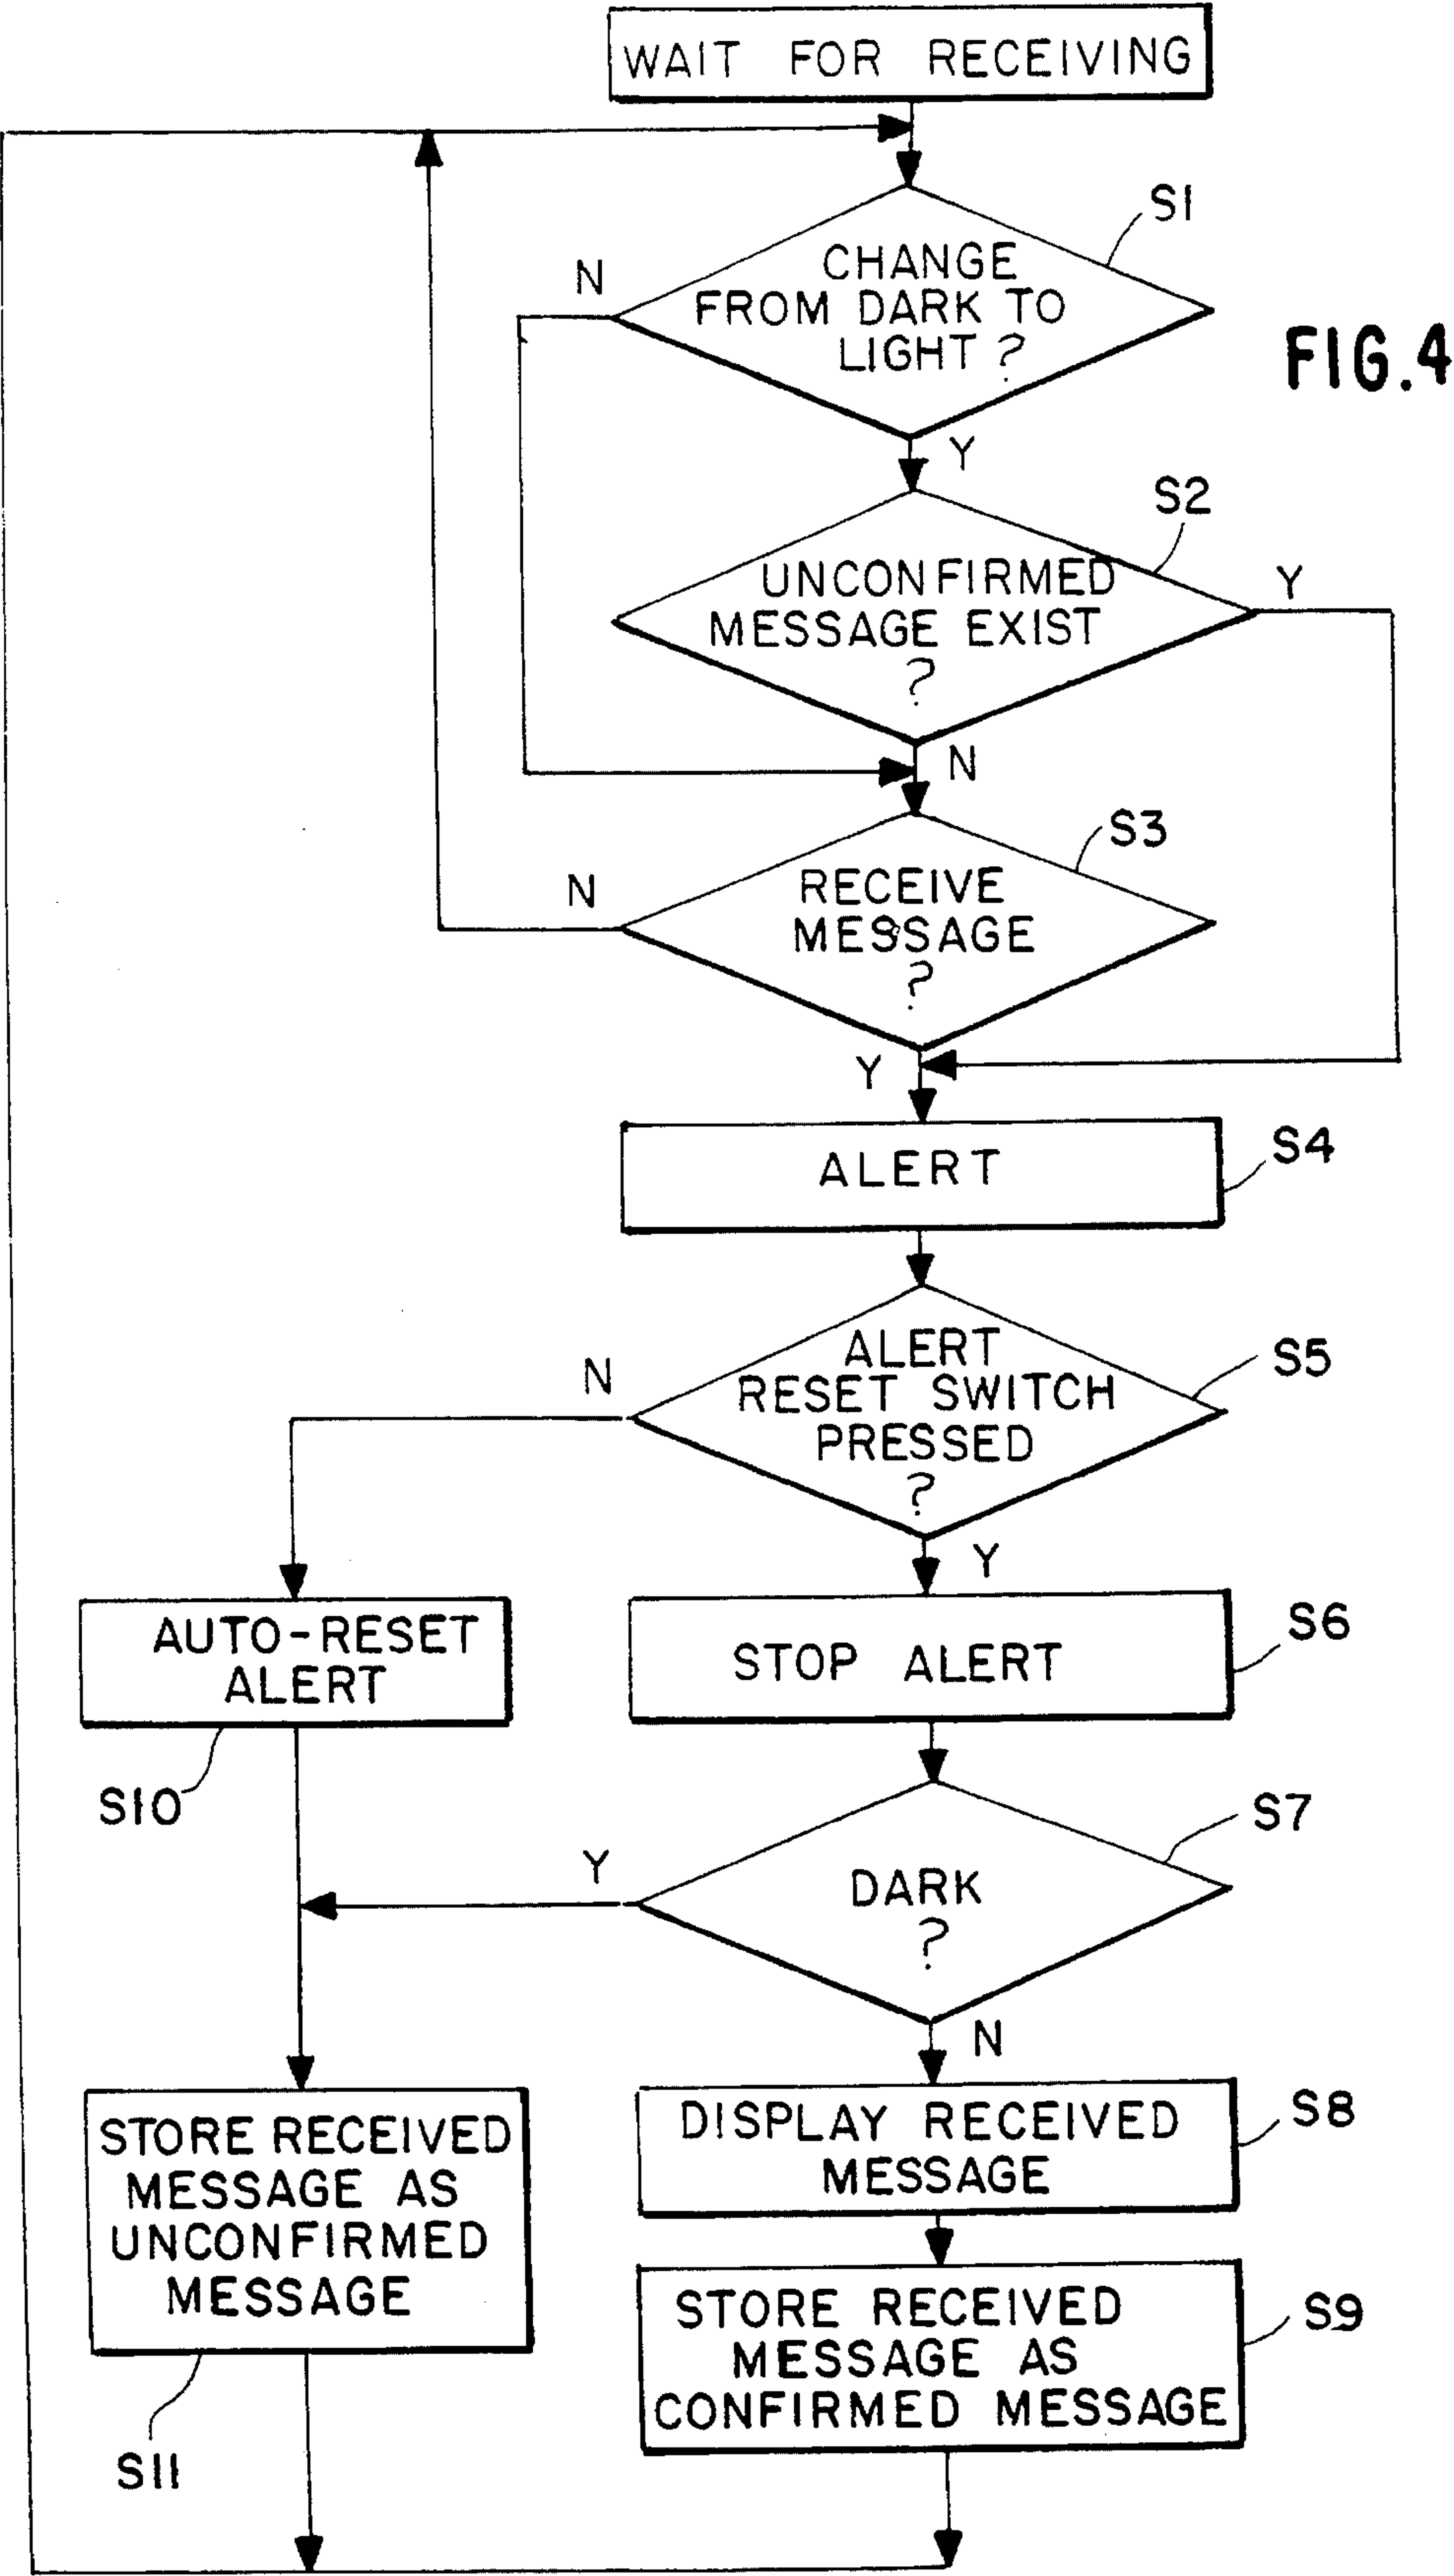 WAIT FOR RECEIVING
S1
N
CHANGE
FROM DARK TO
LIGHT ?
FIG.4
Y
S2
UNCONFIRMED
MESSAGE EXIST
?
Y
N
S3
N
RECEIVE
MESSAGE
?
Y
ALERT
S4
N
ALERT
RESET SWITCH
PRESSED
?
S5
Y
AUTO-RESET
ALERT
S10
STOP ALERT
S6
S7
Y
DARK
?
N
STORE RECEIVED
MESSAGE AS
UNCONFIRMED
MESSAGE
S11
DISPLAY RECEIVED
MESSAGE
S8
STORE RECEIVED
MESSAGE AS
CONFIRMED MESSAGE
S9